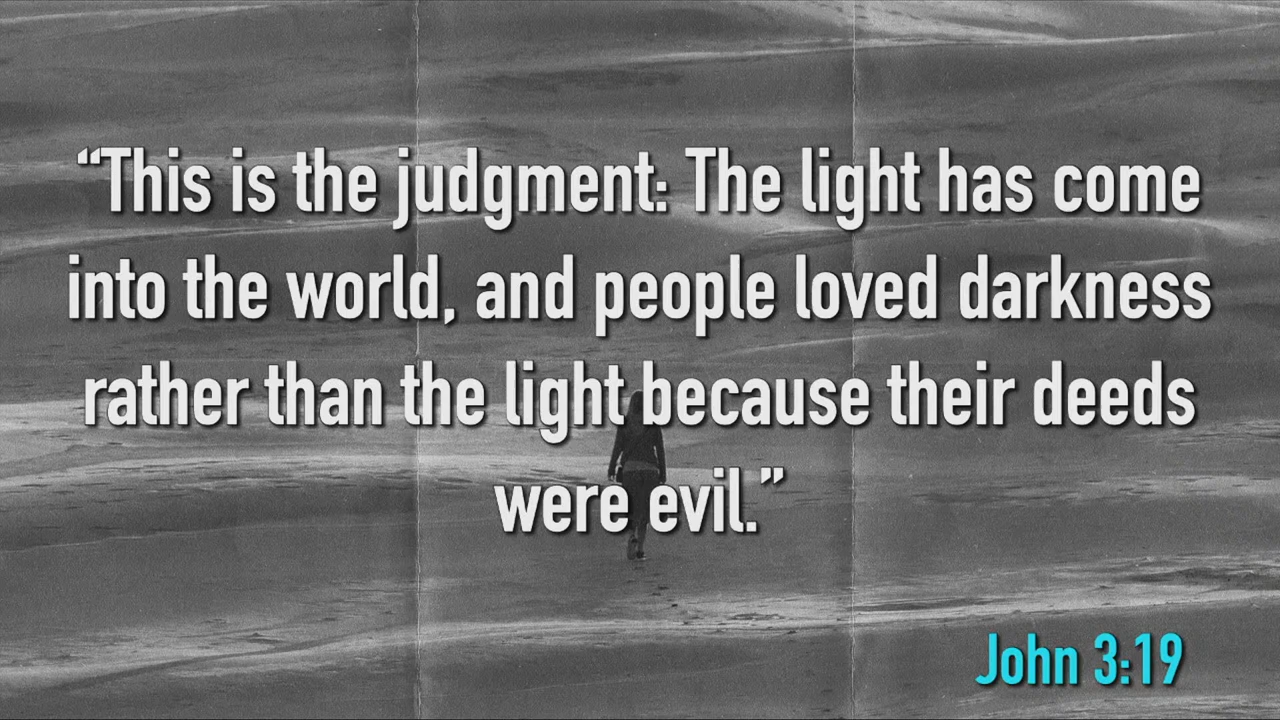 “This is the judgment: The light has come
into the world, and people loved darkness
rather than the light because their deeds
were evil.”
John 3:19